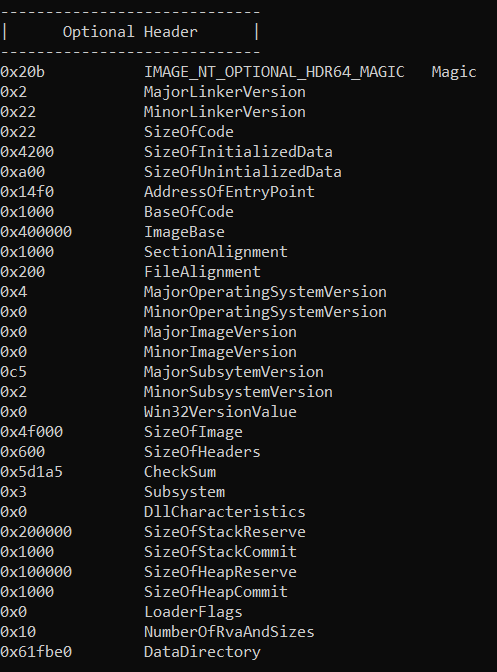 -----------------------------
|      Optional Header      |
-----------------------------
0x20b           IMAGE_NT_OPTIONAL_HDR64_MAGIC   Magic
0x2             MajorLinkerVersion
0x22            MinorLinkerVersion
0x22            SizeOfCode
0x4200          SizeOfInitializedData
0xa00           SizeOfUnintializedData
0x14f0          AddressOfEntryPoint
0x1000          BaseOfCode
0x400000        ImageBase
0x1000          SectionAlignment
0x200           FileAlignment
0x4             MajorOperatingSystemVersion
0x0             MinorOperatingSystemVersion
0x0             MajorImageVersion
0x0             MinorImageVersion
0c5             MajorSubsytemVersion
0x2             MinorSubsystemVersion
0x0             Win32VersionValue
0x4f000         SizeOfImage
0x600           SizeOfHeaders
0x5d1a5         CheckSum
0x3             Subsystem
0x0             DllCharacteristics
0x200000        SizeOfStackReserve
0x1000          SizeOfStackCommit
0x100000        SizeOfHeapReserve
0x1000          SizeOfHeapCommit
0x0             LoaderFlags
0x10            NumberOfRvaAndSizes
0x61fbe0        DataDirectory